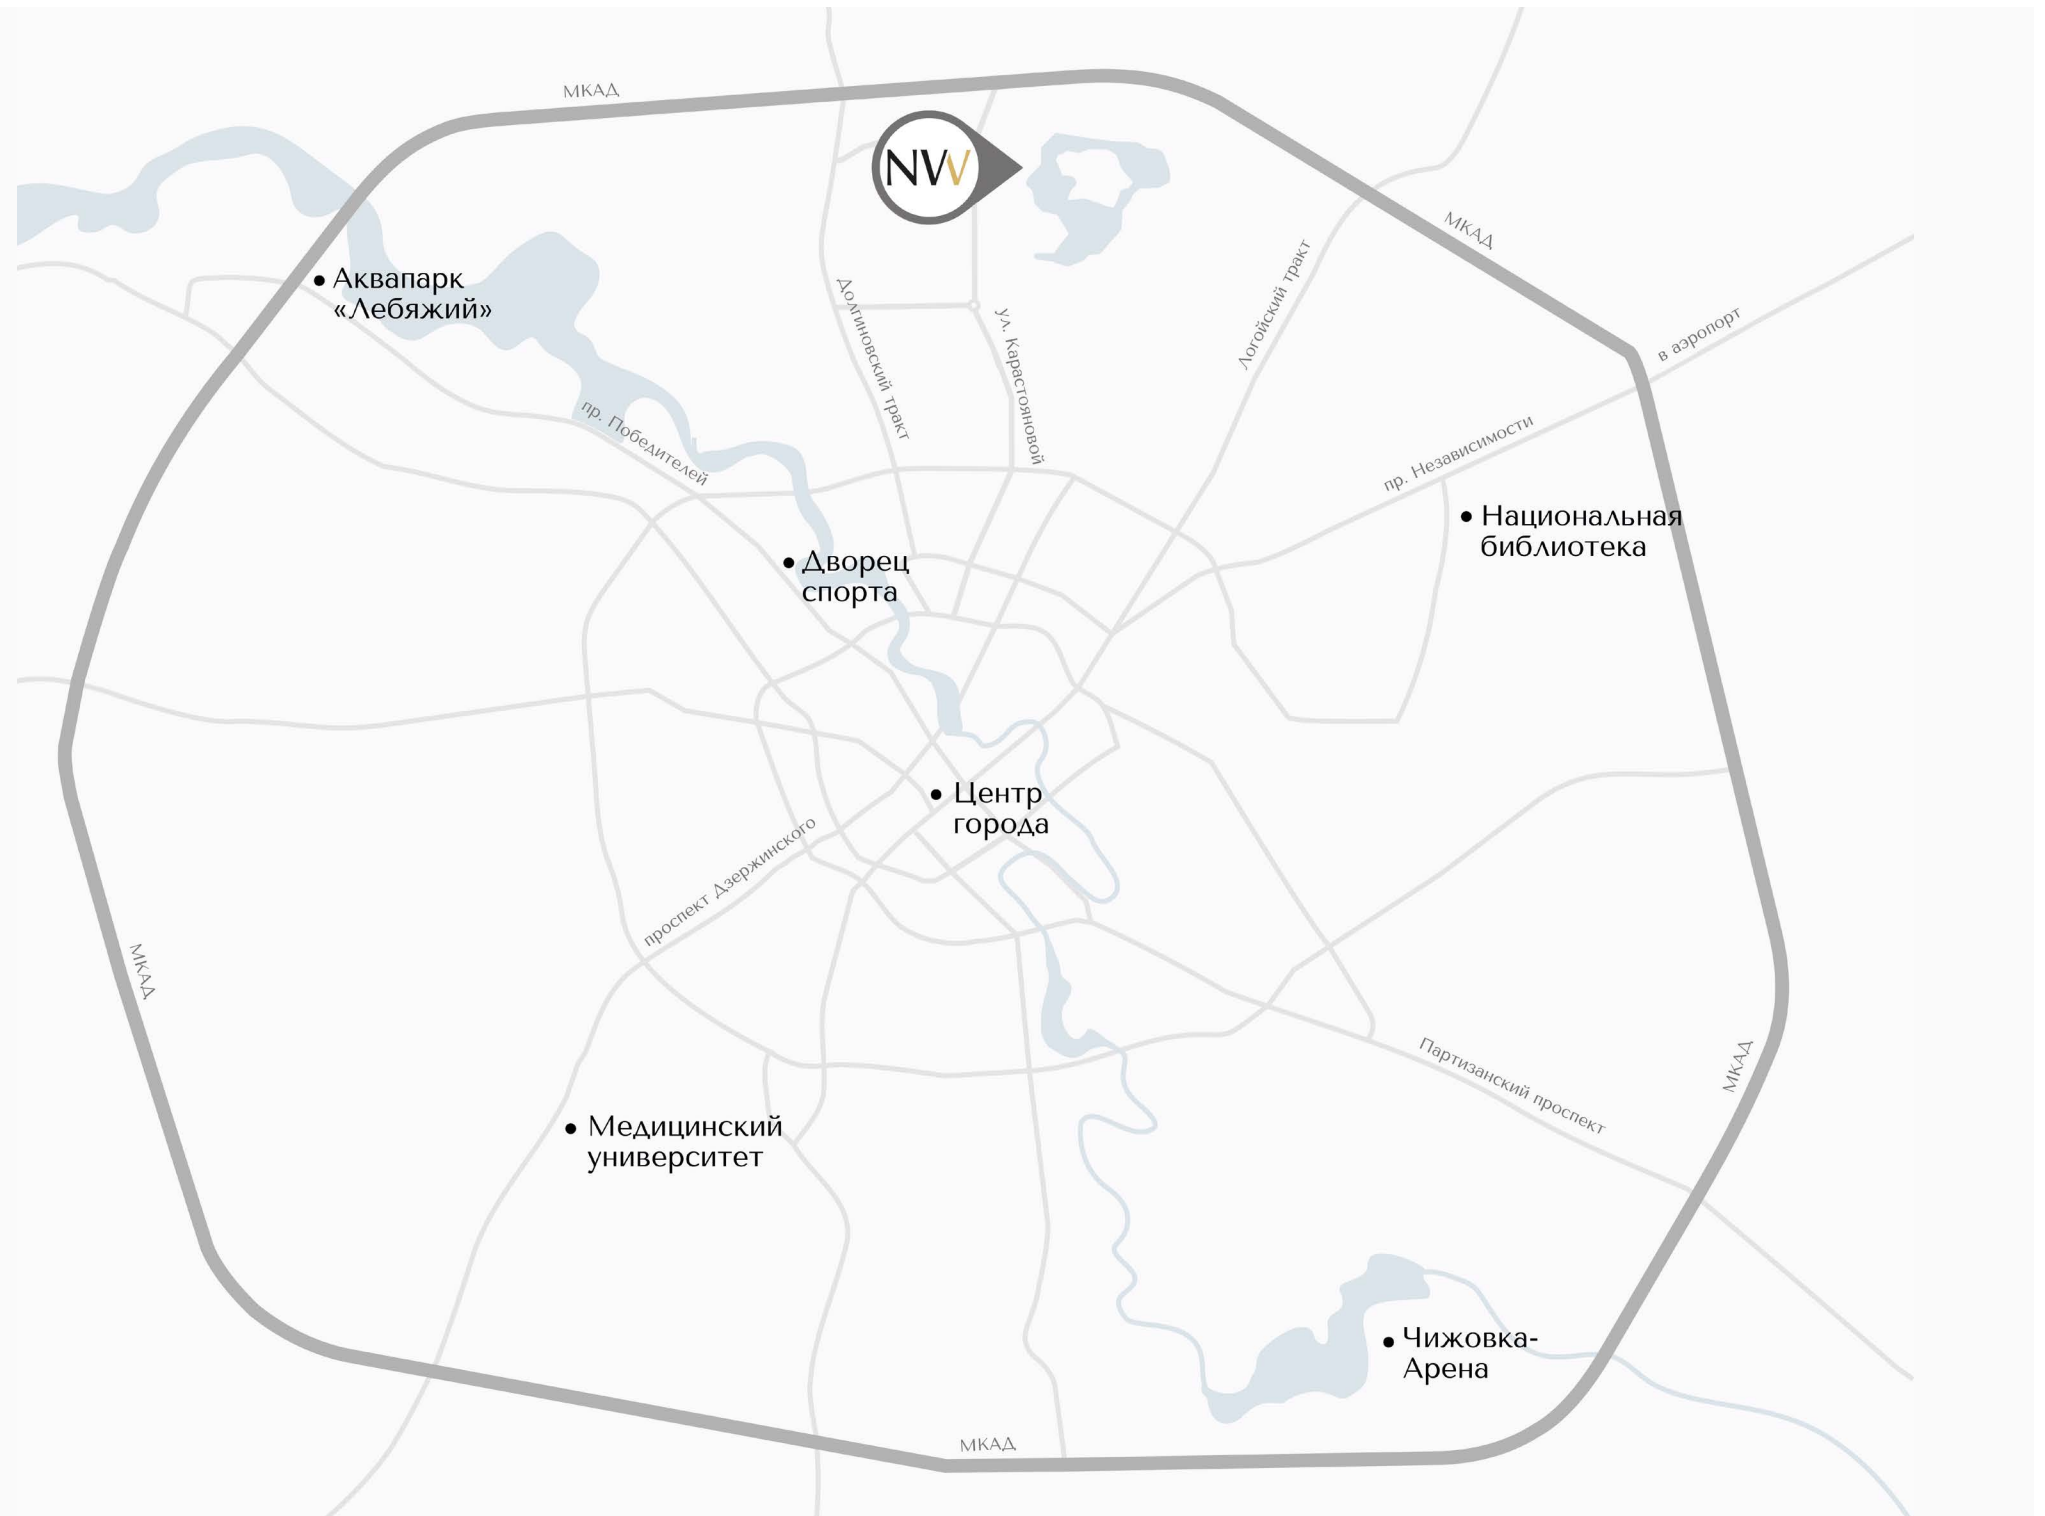 МКАД
NW
МКАД
Аквапарк
«Лебяжий»
Долгиновский тракт
ул. Карастояновой
Логойский тракт
в аэропорт
пр. Победителей
пр. Независимости
Национальная
библиотека
Дворец
спорта
Центр
города
проспект Дзержинского
МКАД
Партизанский проспект
МКАД
Медицинский
университет
Чижовка-
Арена
МКАД